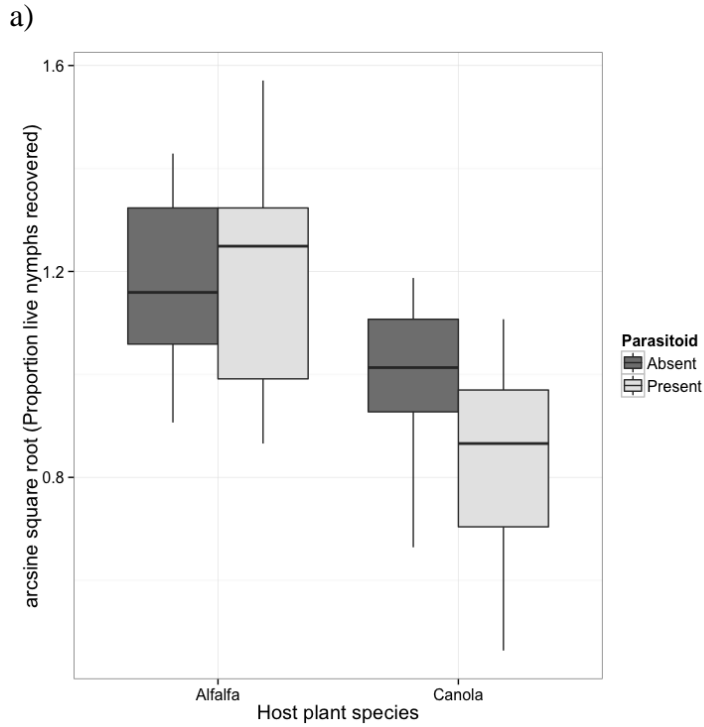 a)
1.6
1.2
0.8
arcsine square root (Proportion live nymphs recovered)
Alfalfa
Canola
Host plant species
Parasitoid
Absent
Present